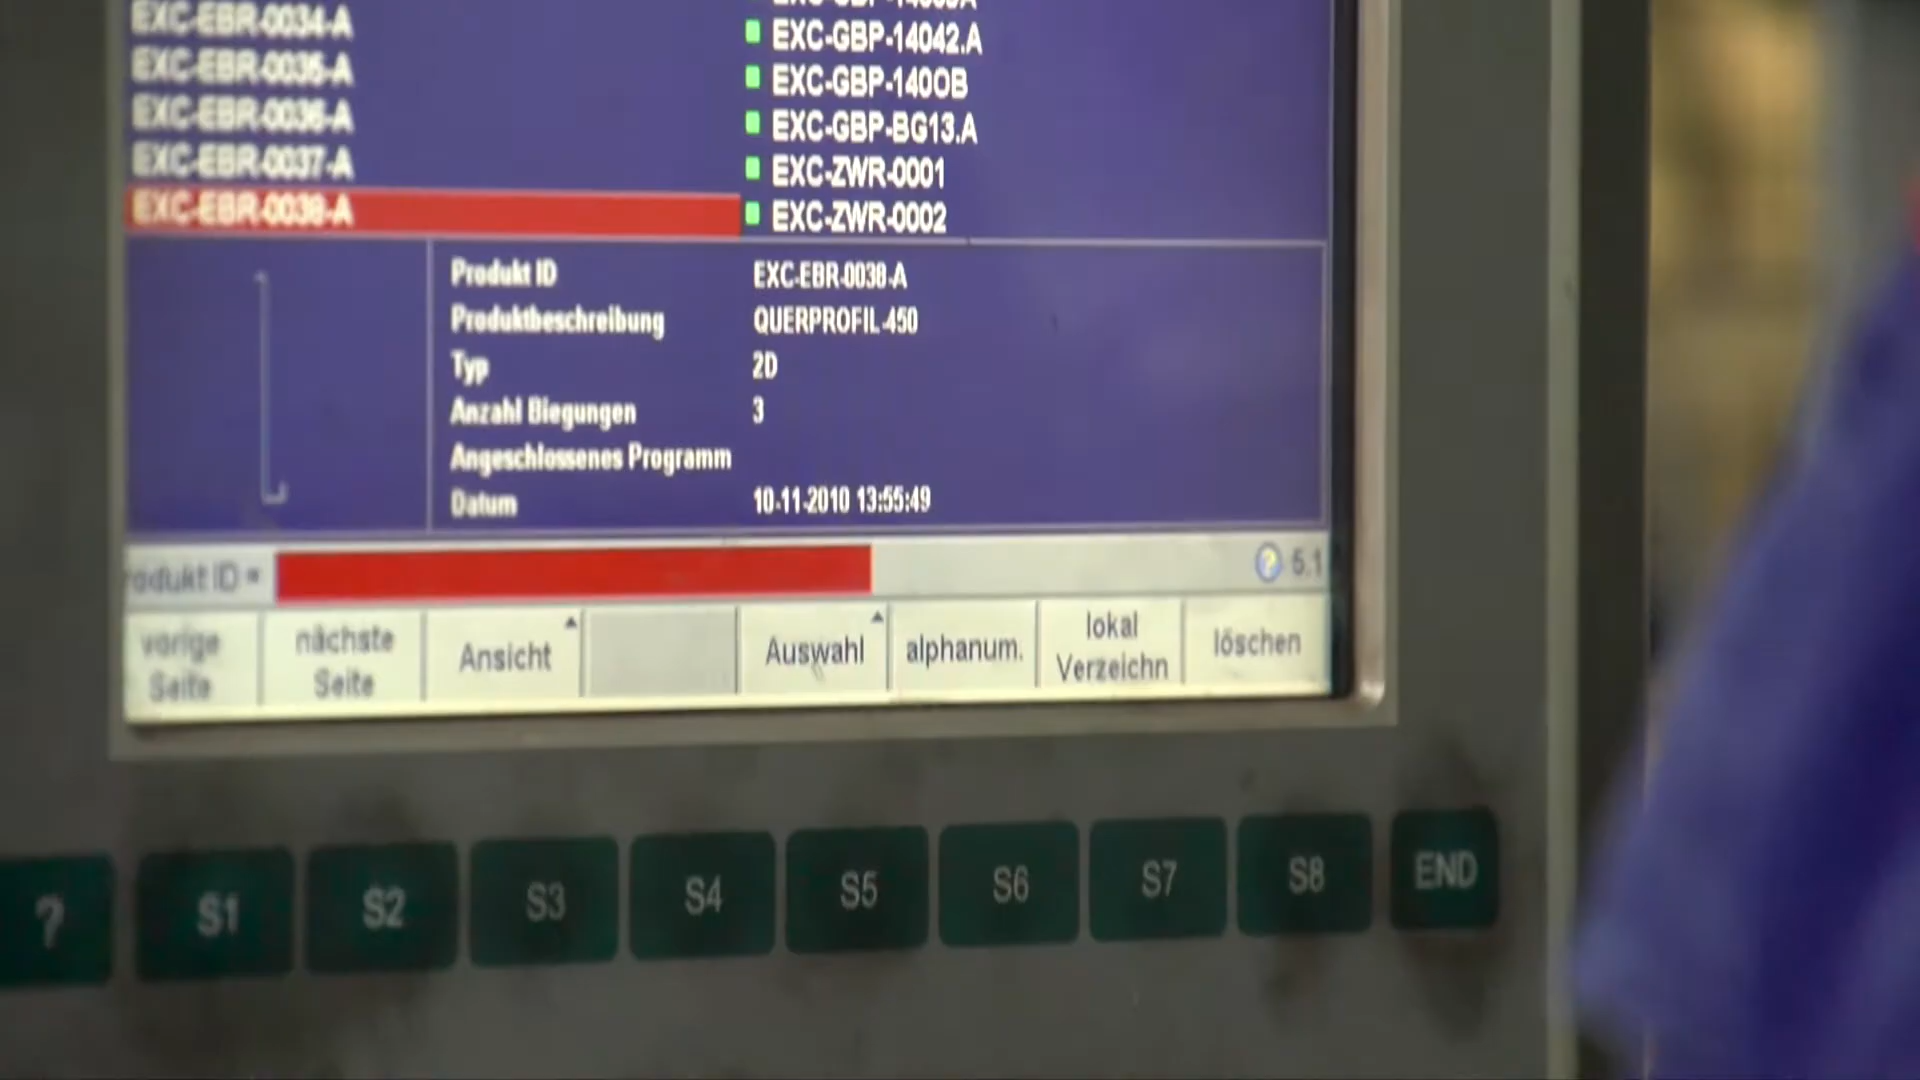 EXC-EBR-0034-A
EXC-EBR-0035-A
EXC-EBR-0036-A
EXC-EBR-0037-A
EXC-EBR-0038-A
EXC-GBP-14042.A
EXC-GBP-140OB
EXC-GBP-BG13.A
EXC-ZWR-0001
EXC-ZWR-0002
Produkt ID EXC-EBR-0038-A
Produktbeschreibung QUERPROFIL-450
Typ 2D
Anzahl Biegungen 3
Angeschlossenes Programm
Datum 10-11-2010 13:55:49
rodukt ID = ? 5.1
vorige Seite
nächste Seite
Ansicht
Auswahl
alphanum.
lokal Verzeichn
löschen
? S1 S2 S3 S4 S5 S6 S7 S8 END